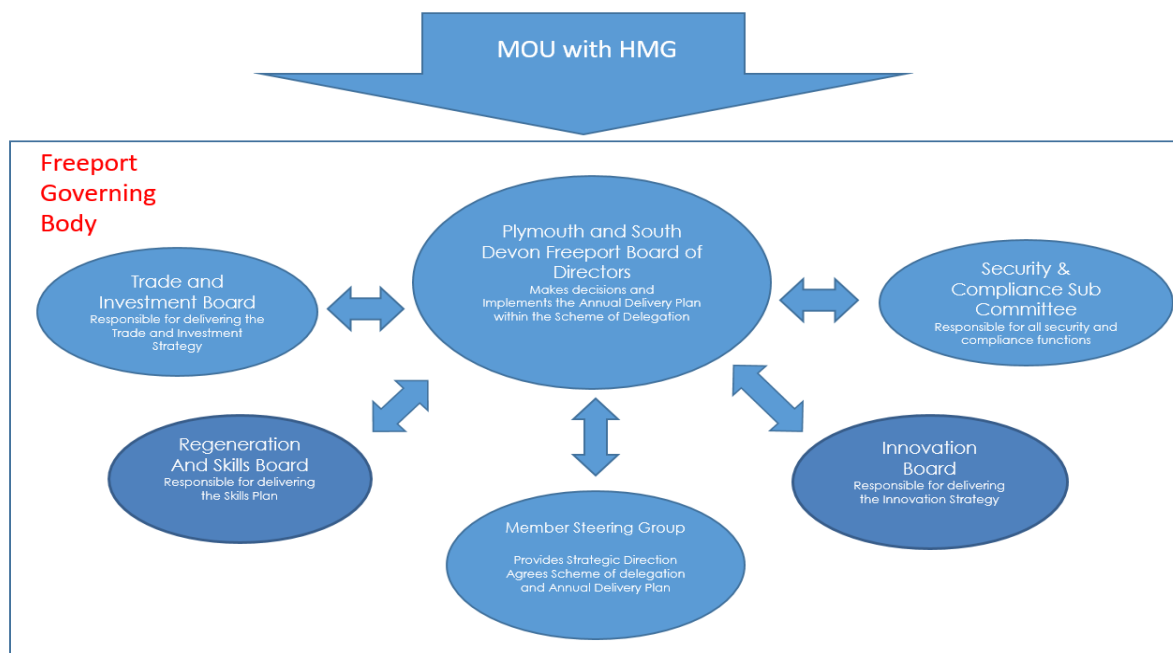 MOU with HMG
Freeport
Governing
Body
Plymouth and South
Devon Freeport Board of
Directors
Makes decisions and
Implements the Annual Delivery Plan
within the Scheme of Delegation
Trade and
Investment Board
Responsible for delivering the
Trade and Investment
Strategy
Security &
Compliance Sub
Committee
Responsible for all security and
compliance functions
Regeneration
And Skills Board
Responsible for delivering
the Skills Plan
Innovation
Board
Responsible for delivering
the Innovation Strategy
Member Steering Group
Provides Strategic Direction
Agrees Scheme of delegation
and Annual Delivery Plan